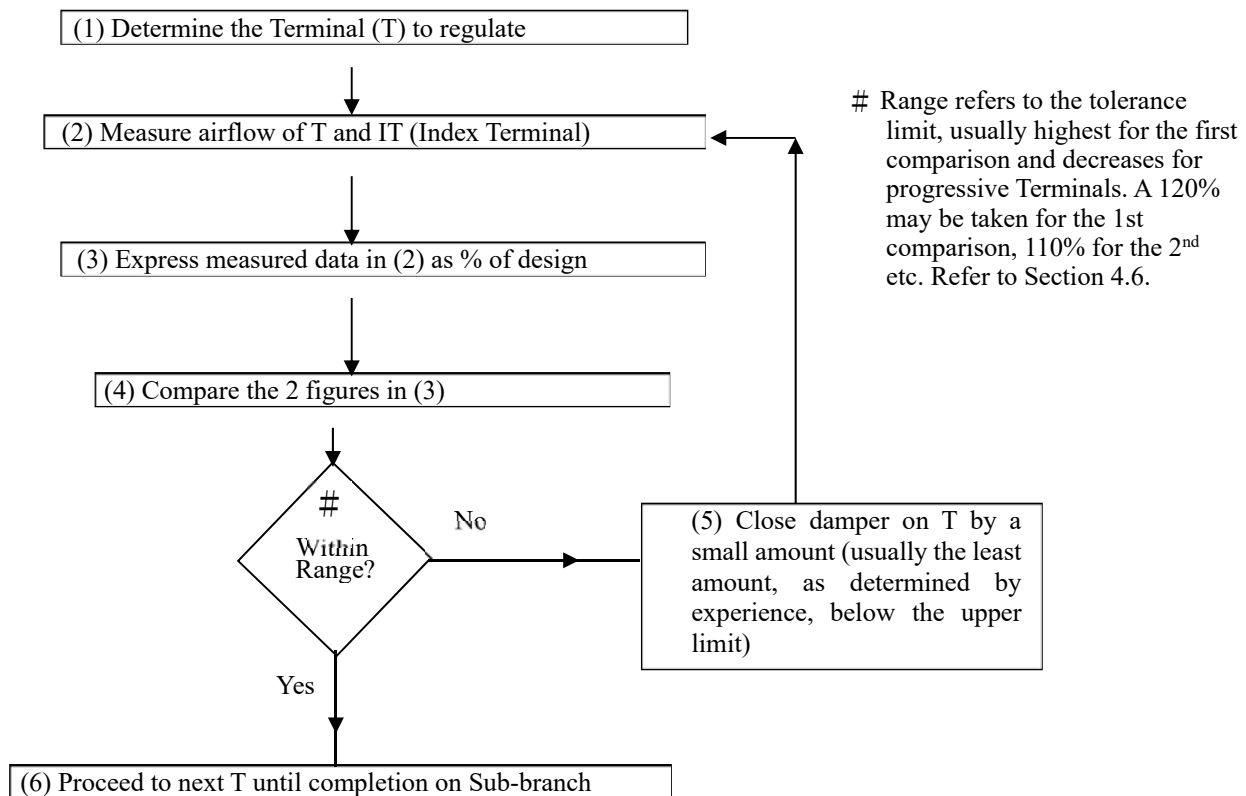 (1) Determine the Terminal (T) to regulate
# Range refers to the tolerance
limit, usually highest for the first
comparison and decreases for
progressive Terminals. A 120%
may be taken for the 1st
comparison, 110% for the 2nd
etc. Refer to Section 4.6.
(2) Measure airflow of T and IT (Index Terminal)
(3) Express measured data in (2) as % of design
(4) Compare the 2 figures in (3)
#
Within
Range?
No
(5) Close damper on T by a
small amount (usually the least
amount, as determined by
experience, below the upper
limit)
Yes
(6) Proceed to next T until completion on Sub-branch